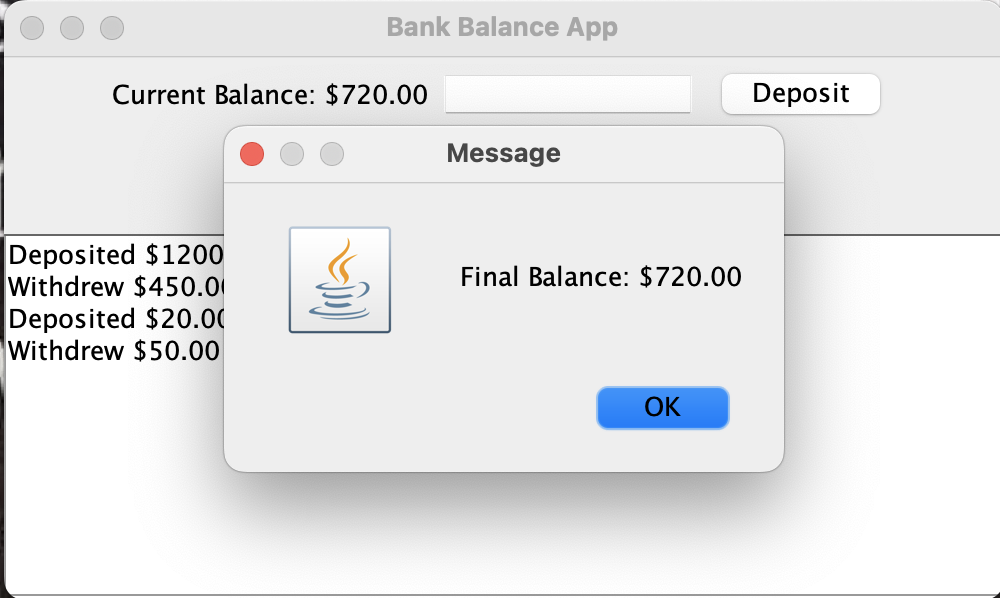 Bank Balance App
Current Balance: $720.00
Deposit
Message
Final Balance: $720.00
OK
Deposited $1200
Withdrew $450.0
Deposited $20.00
Withdrew $50.00